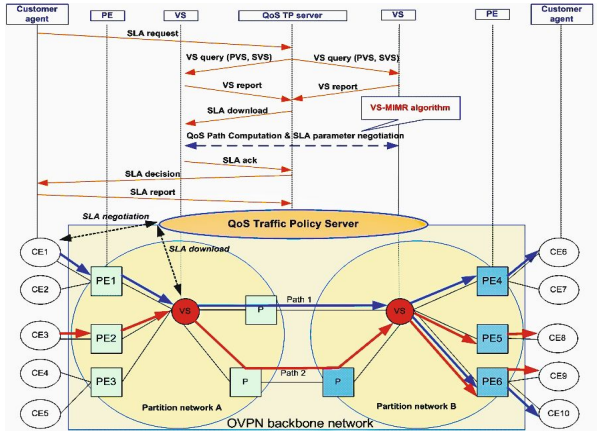 Customer agent
PE
VS
QoS TP server
VS
PE
Customer agent
SLA request
VS query (PVS, SVS)
VS query (PVS, SVS)
VS report
VS report
SLA download
VS-MIMR algorithm
QoS Path Computation & SLA parameter negotiation
SLA ack
SLA decision
SLA report
SLA negotiation
QoS Traffic Policy Server
SLA download
CE1
CE2
CE3
CE4
CE5
PE1
PE2
PE3
VS
P
Path 1
P
Path 2
P
VS
PE4
PE5
PE6
CE6
CE7
CE8
CE9
CE10
Partition network A
Partition network B
OVPN backbone network